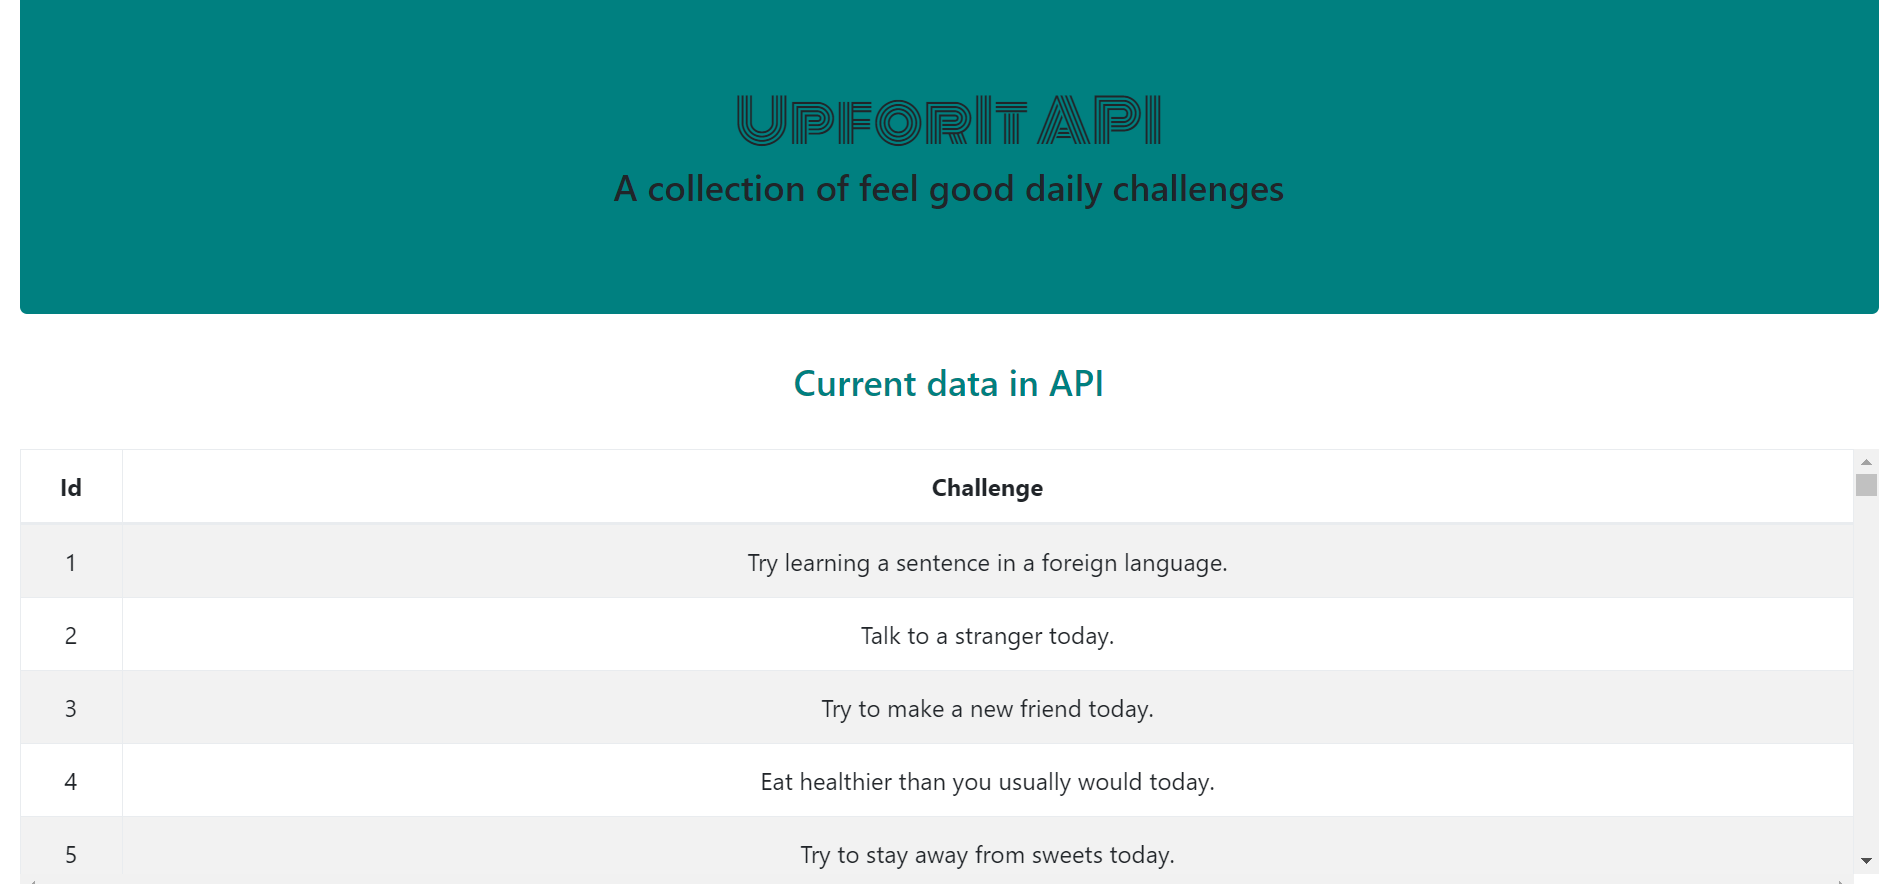 UpforIt API
A collection of feel good daily challenges
Current data in API
Id Challenge
1 Try learning a sentence in a foreign language.
2 Talk to a stranger today.
3 Try to make a new friend today.
4 Eat healthier than you usually would today.
5 Try to stay away from sweets today.